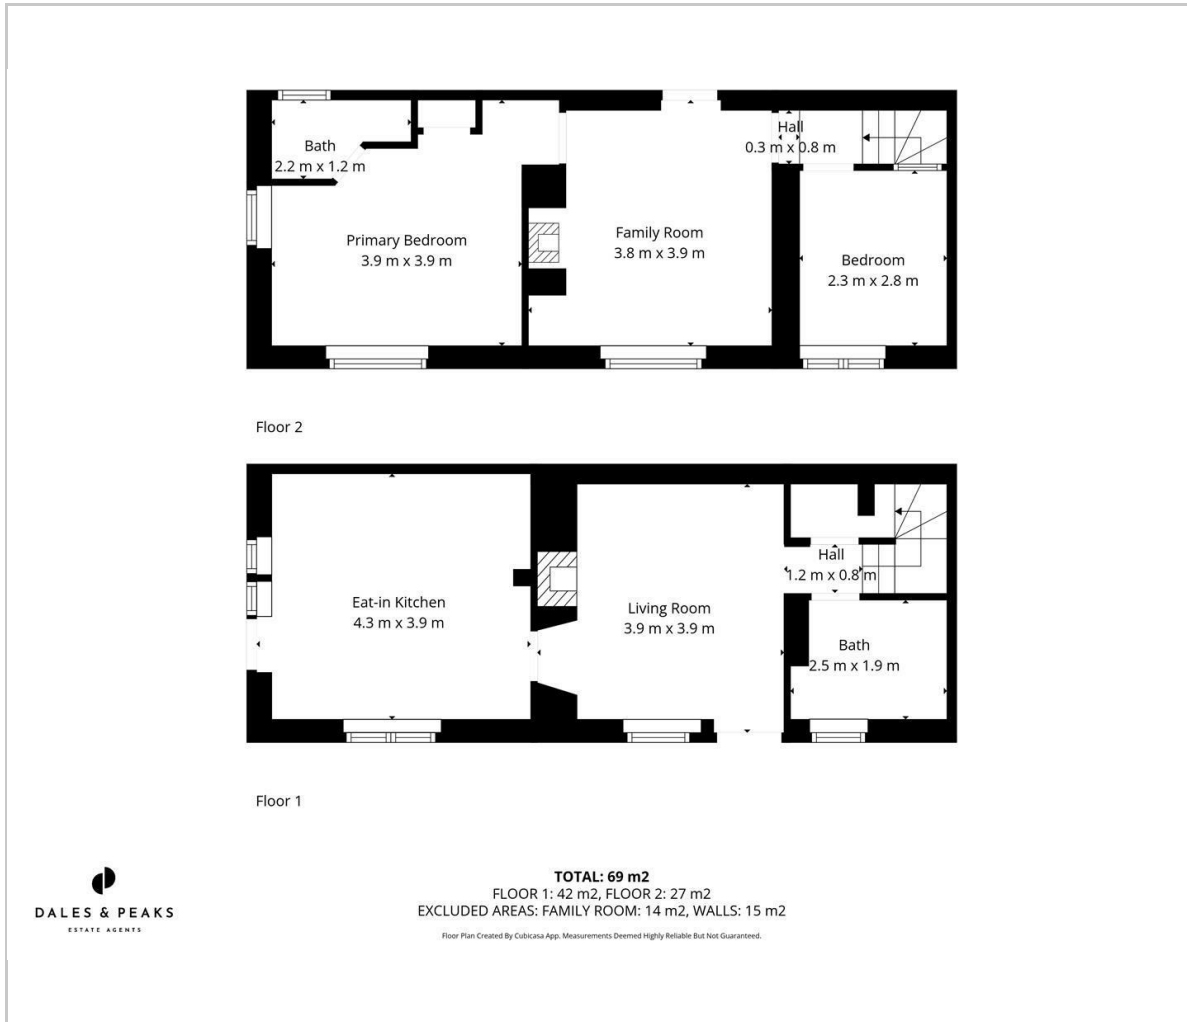 Bath
2.2 m x 1.2 m
Primary Bedroom
3.9 m x 3.9 m
Family Room
3.8 m x 3.9 m
Hall
0.3 m x 0.8 m
Bedroom
2.3 m x 2.8 m
Floor 2
Eat-in Kitchen
4.3 m x 3.9 m
Living Room
3.9 m x 3.9 m
Hall
1.2 m x 0.8 m
Bath
2.5 m x 1.9 m
Floor 1
DALES & PEAKS
ESTATE AGENTS
TOTAL: 69 m2
FLOOR 1: 42 m2, FLOOR 2: 27 m2
EXCLUDED AREAS: FAMILY ROOM: 14 m2, WALLS: 15 m2
Floor Plan Created By Cubicasa App. Measurements Deemed Highly Reliable But Not Guaranteed.